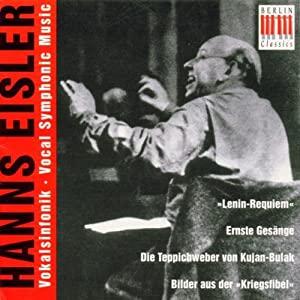 HANNS EISLER
Vokalsinfonik · Vocal Symphonic Music
BERLIN
Classics
»Lenin-Requiem«
Ernste Gesänge
Die Teppichweber von Kujan-Bulak
Bilder aus der »Kriegsfibel«